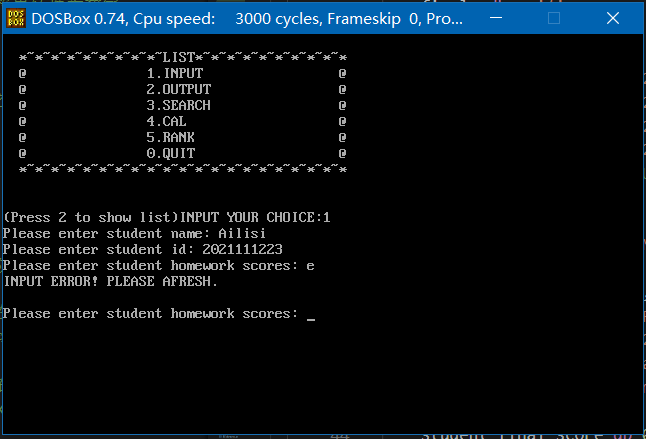 DOS BOX
DOSBox 0.74, Cpu speed: 3000 cycles, Frameskip 0, Pro...
*~*~*~*~*~*~*~*~*~LIST*~*~*~*~*~*~*~*~*~*
@ 1.INPUT @
@ 2.OUTPUT @
@ 3.SEARCH @
@ 4.CAL @
@ 5.RANK @
@ 0.QUIT @
*~*~*~*~*~*~*~*~*~*~*~*~*~*~*~*~*~*~*~*~*
(Press 2 to show list)INPUT YOUR CHOICE:1
Please enter student name: Ailisi
Please enter student id: 2021111223
Please enter student homework scores: e
INPUT ERROR! PLEASE AFRESH.
Please enter student homework scores: _